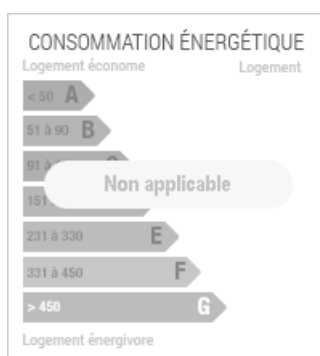 CONSOMMATION ÉNERGÉTIQUE
Logement économe Logement
< 50 A
51 à 90 B
91 à
Non applicable
151
231 à 330 E
331 à 450 F
> 450 G
Logement énergivore